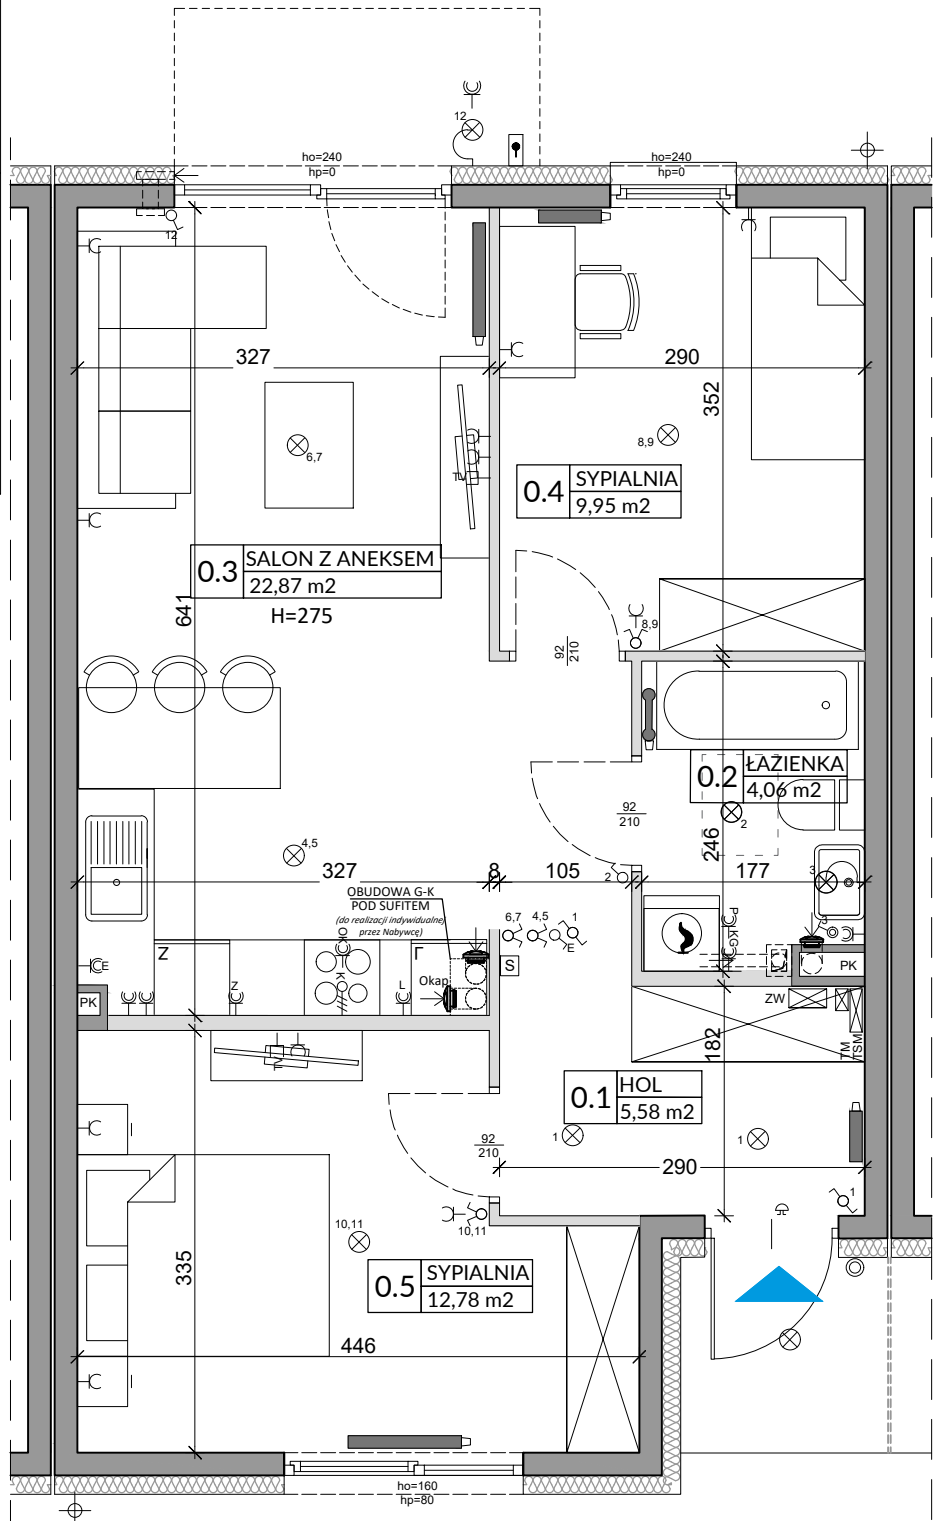 12
ho=240
hp=0
ho=240
hp=0
12
327
290
352
6,7
8,9
TV
0.4
SYPIALNIA
9,95 m2
0.3
SALON Z ANEKSEM
22,87 m2
H=275
641
8,9
92
210
0.2
ŁAZIENKA
4,06 m2
92
210
2
246
4,5
327
8
105
2
177
3
OBUDOWA G-K
POD SUFITEM
(do realizacji indywidualnej
przez Nabywcę)
6,7
4,5
1
E
P
KG
3
S
PK
Z
OK
K
Okap
E
Z
L
PK
ZW
TM
TSM
182
TV
0.1
HOL
5,58 m2
1
1
92
210
290
1
10,11
10,11
335
0.5
SYPIALNIA
12,78 m2
446
ho=160
hp=80